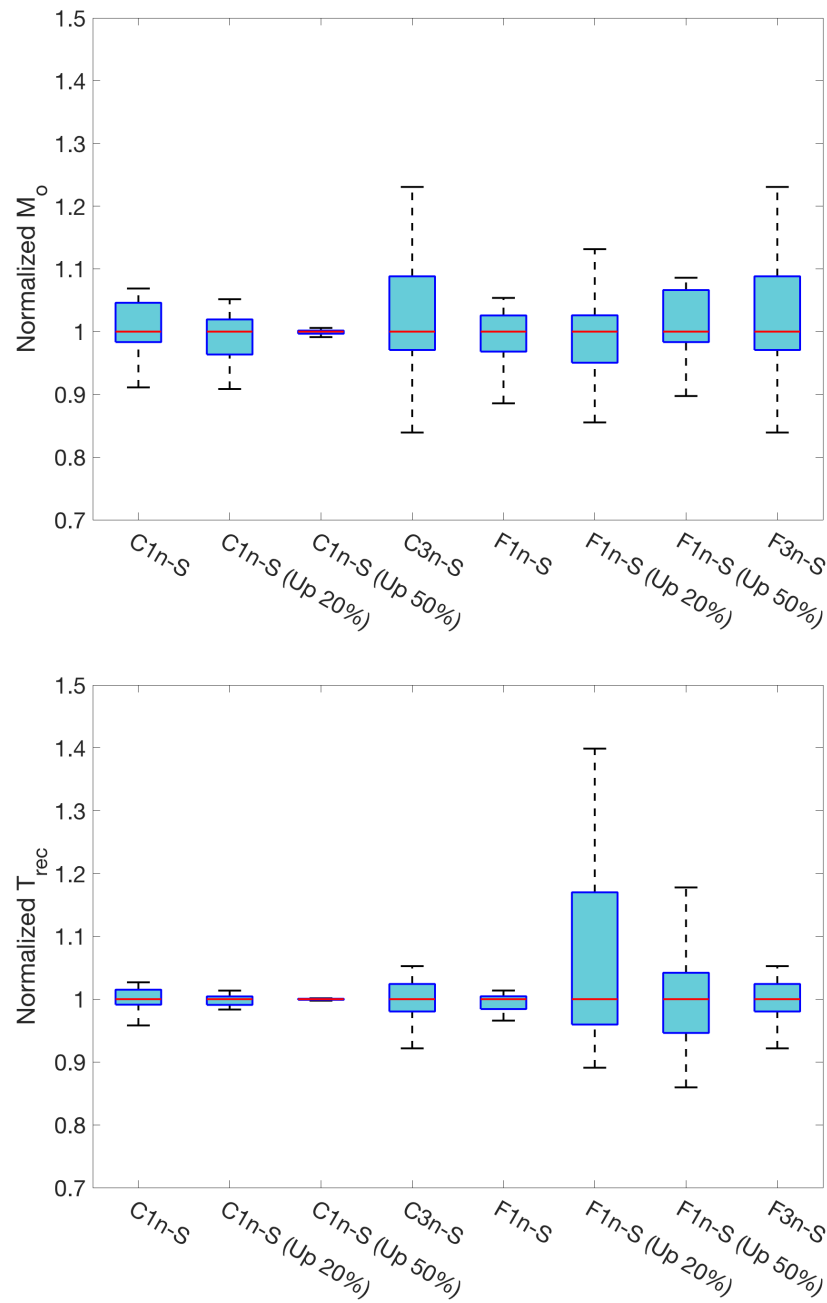 1.5
1.4
1.3
1.2
1.1
1
0.9
0.8
0.7
Normalized M_o
C1n-S
C1n-S (Up 20%)
C1n-S (Up 50%)
C3n-S
F1n-S
F1n-S (Up 20%)
F1n-S (Up 50%)
F3n-S
1.5
1.4
1.3
1.2
1.1
1
0.9
0.8
0.7
Normalized T_rec
C1n-S
C1n-S (Up 20%)
C1n-S (Up 50%)
C3n-S
F1n-S
F1n-S (Up 20%)
F1n-S (Up 50%)
F3n-S